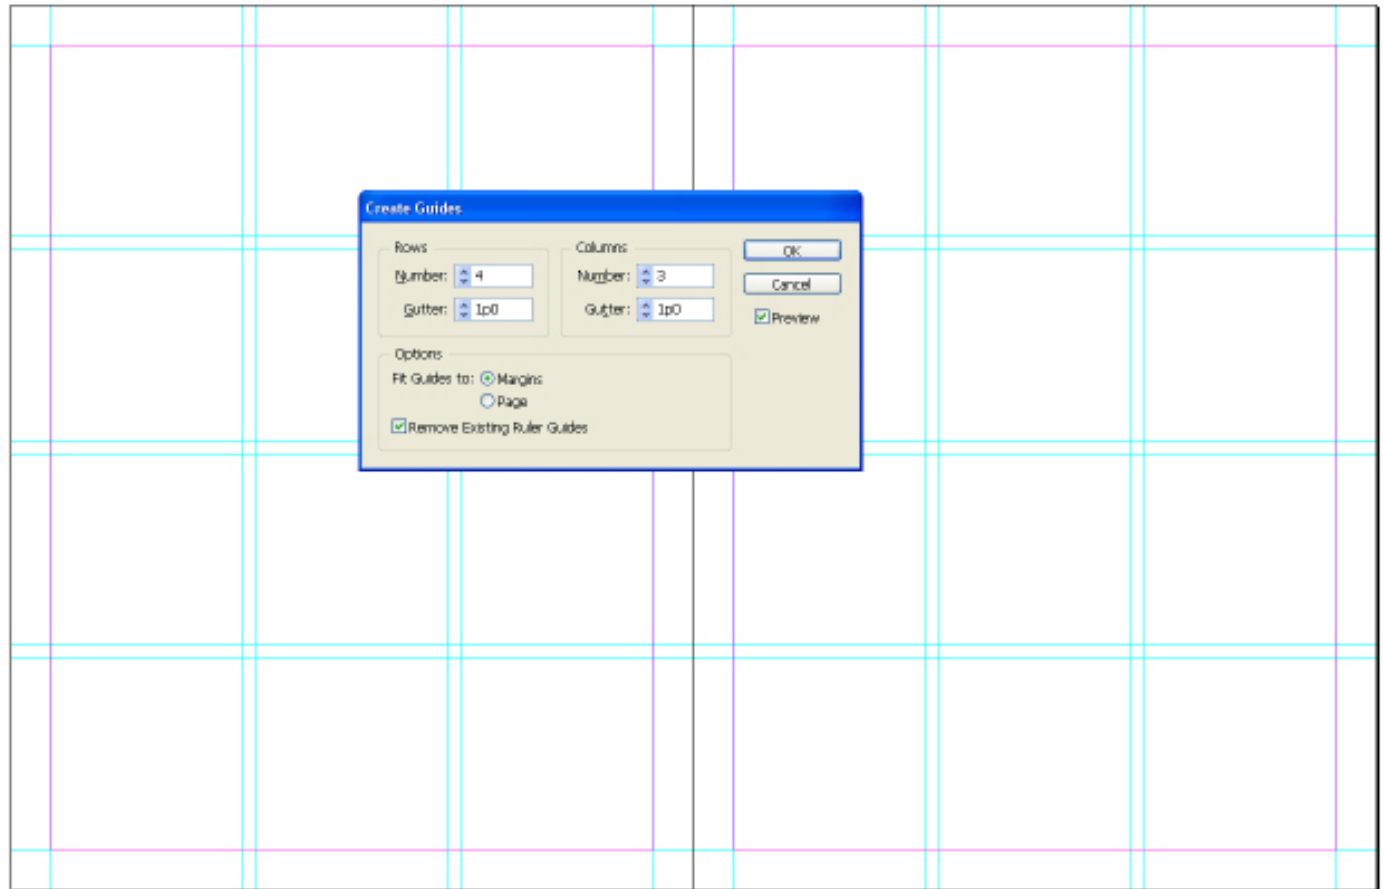 Create Guides
Rows
Number: 4
Gutter: 1p0
Columns
Number: 3
Gutter: 1p0
OK
Cancel
Preview
Options
Fit Guides to: Margins
Page
Remove Existing Ruler Guides